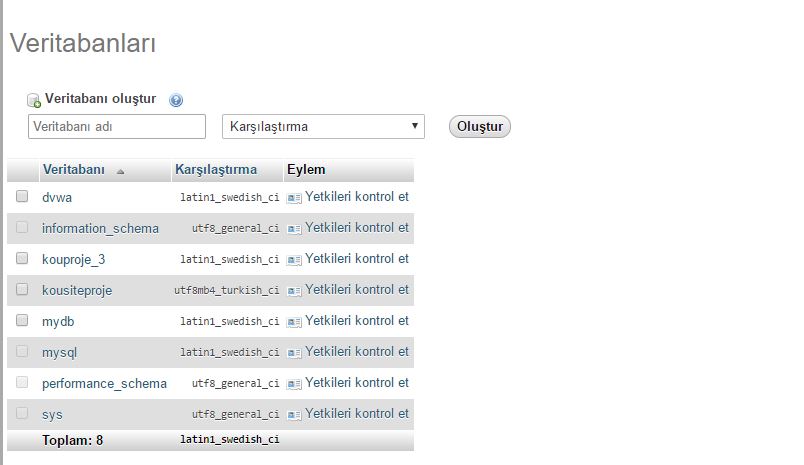 Veritabanları
Veritabanı oluştur
Veritabanı adı Karşılaştırma Oluştur
Veritabanı Karşılaştırma Eylem
dvwa latin1_swedish_ci Yetkileri kontrol et
information_schema utf8_general_ci Yetkileri kontrol et
kouproje_3 latin1_swedish_ci Yetkileri kontrol et
kousiteproje utf8mb4_turkish_ci Yetkileri kontrol et
mydb latin1_swedish_ci Yetkileri kontrol et
mysql latin1_swedish_ci Yetkileri kontrol et
performance_schema utf8_general_ci Yetkileri kontrol et
sys utf8_general_ci Yetkileri kontrol et
Toplam: 8 latin1_swedish_ci